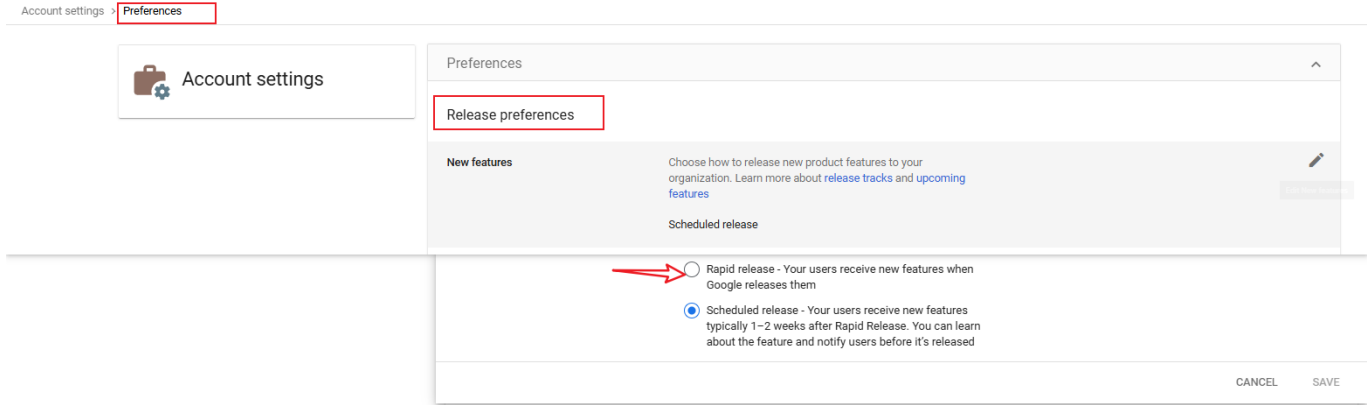 Account settings > Preferences
Account settings
Preferences
Release preferences
New features
Choose how to release new product features to your
organization. Learn more about release tracks and upcoming
features
Scheduled release
Rapid release - Your users receive new features when
Google releases them
Scheduled release - Your users receive new features
typically 1–2 weeks after Rapid Release. You can learn
about the feature and notify users before it's released
CANCEL SAVE